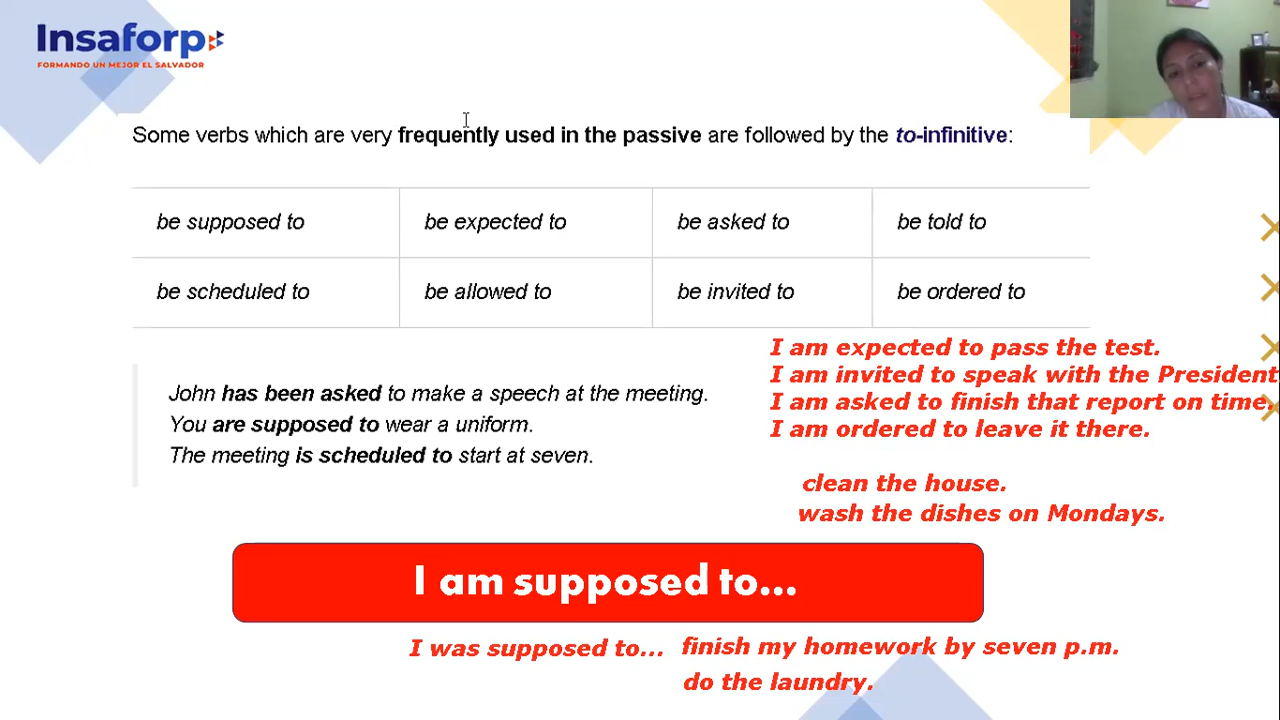 Insaforp
FORMANDO UN MEJOR EL SALVADOR
Some verbs which are very frequently used in the passive are followed by the to-infinitive:
be supposed to be expected to be asked to be told to
be scheduled to be allowed to be invited to be ordered to
I am expected to pass the test.
I am invited to speak with the President
I am asked to finish that report on time.
I am ordered to leave it there.
John has been asked to make a speech at the meeting.
You are supposed to wear a uniform.
The meeting is scheduled to start at seven.
clean the house.
wash the dishes on Mondays.
I am supposed to...
I was supposed to... finish my homework by seven p.m.
do the laundry.